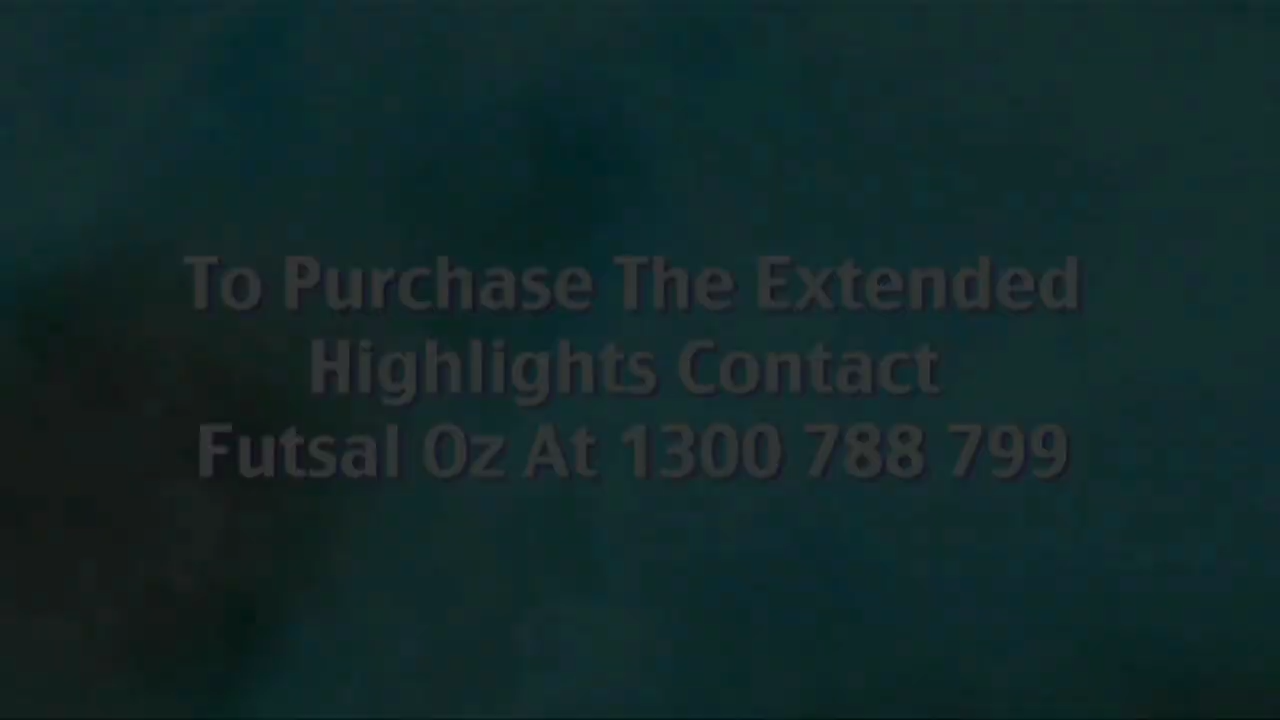 To Purchase The Extended
Highlights Contact
Futsal Oz At 1300 788 799